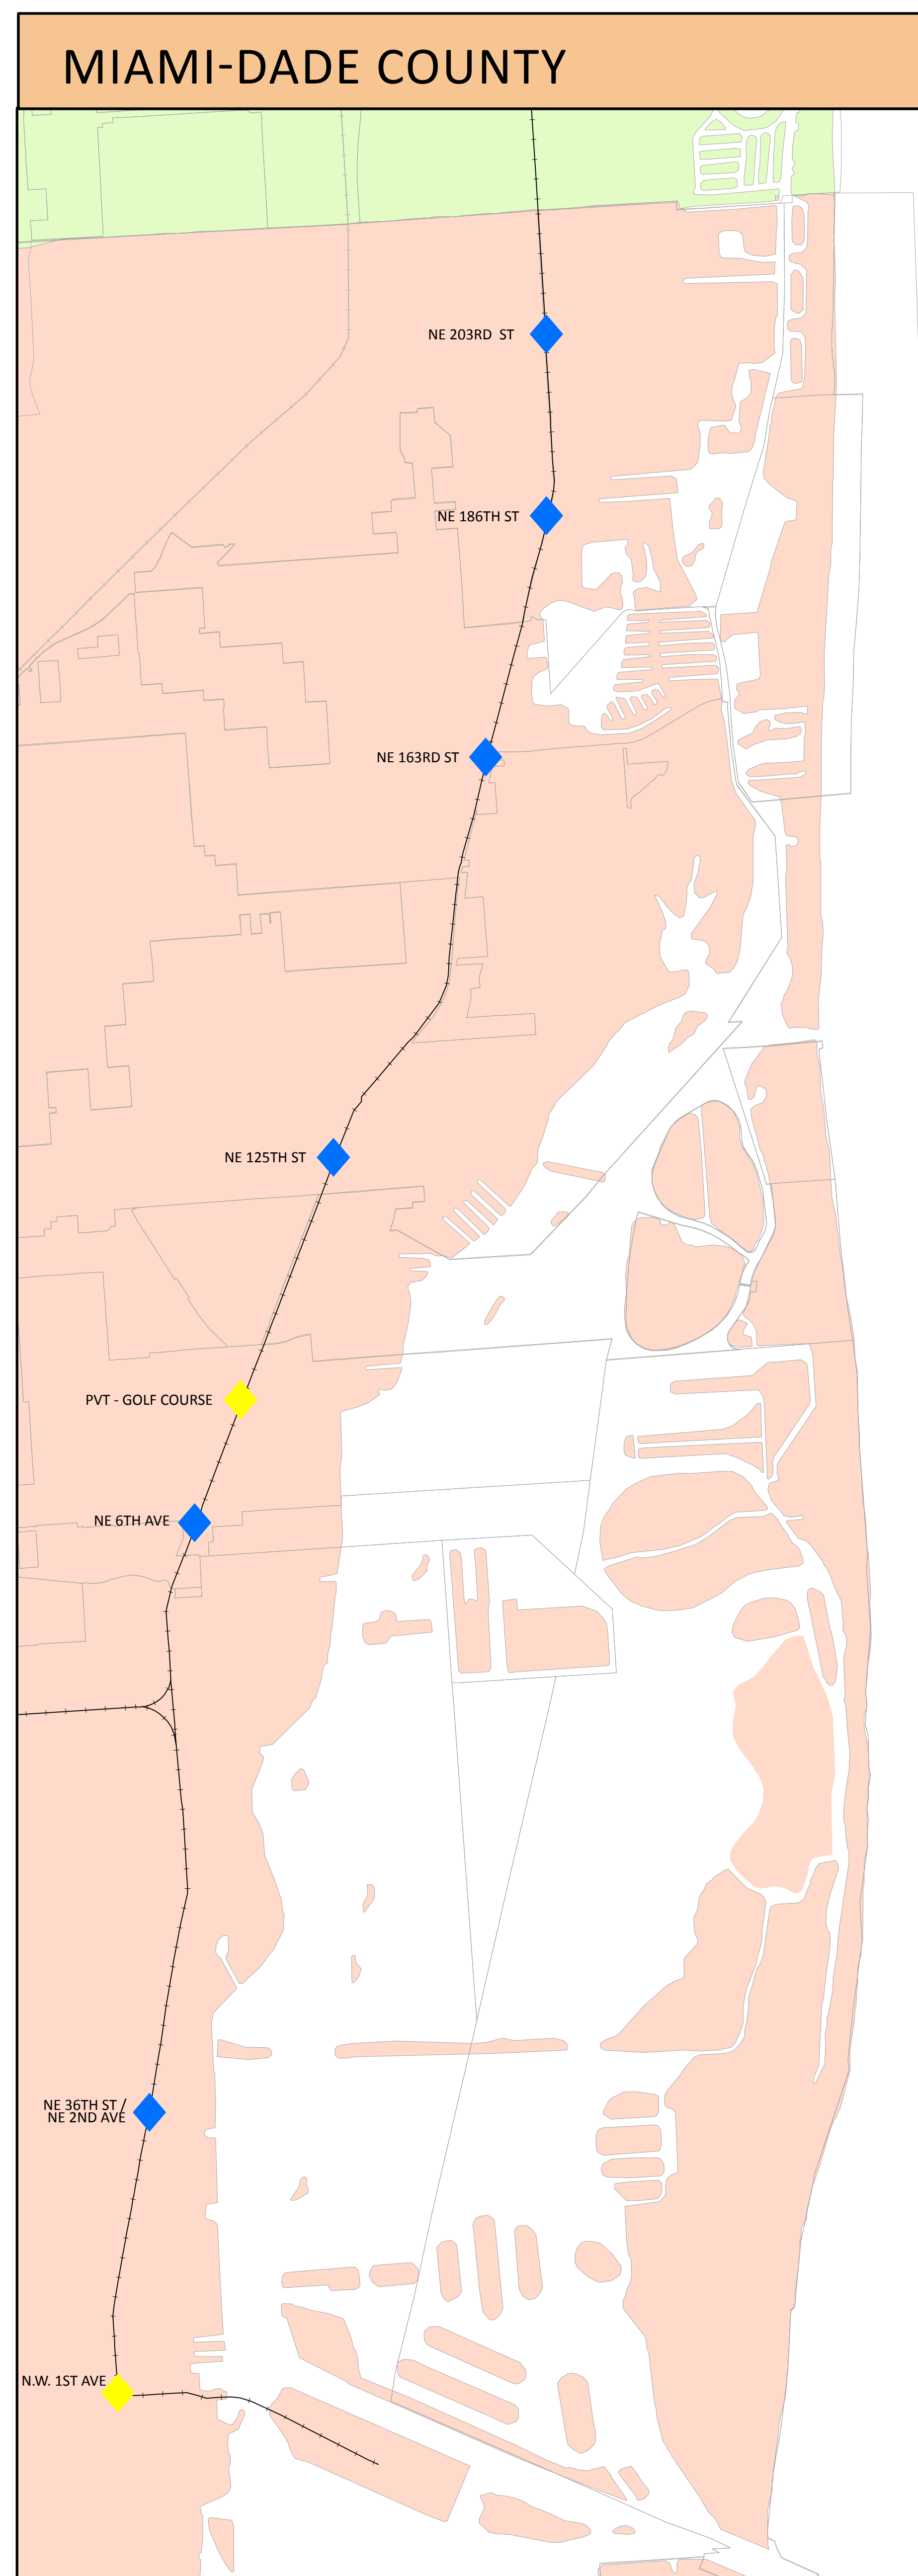 MIAMI-DADE COUNTY
NE 203RD  ST
NE 186TH ST
NE 163RD ST
NE 125TH ST
PVT - GOLF COURSE
NE 6TH AVE
NE 36TH ST /
NE 2ND AVE
N.W. 1ST AVE